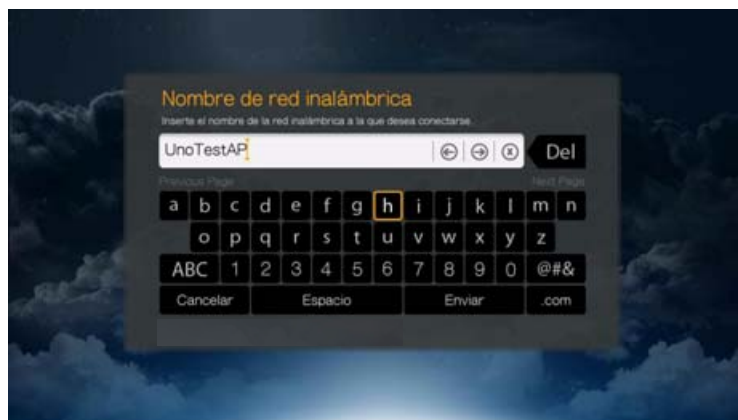 Nombre de red inalámbrica
Inserte el nombre de la red inalámbrica a la que desea conectarse.
UnoTestAP
Del
Previous Page Next Page
a b c d e f g h i j k l m n
o p q r s t u v w x y z
ABC 1 2 3 4 5 6 7 8 9 0 @#&
Cancelar Espacio Enviar .com